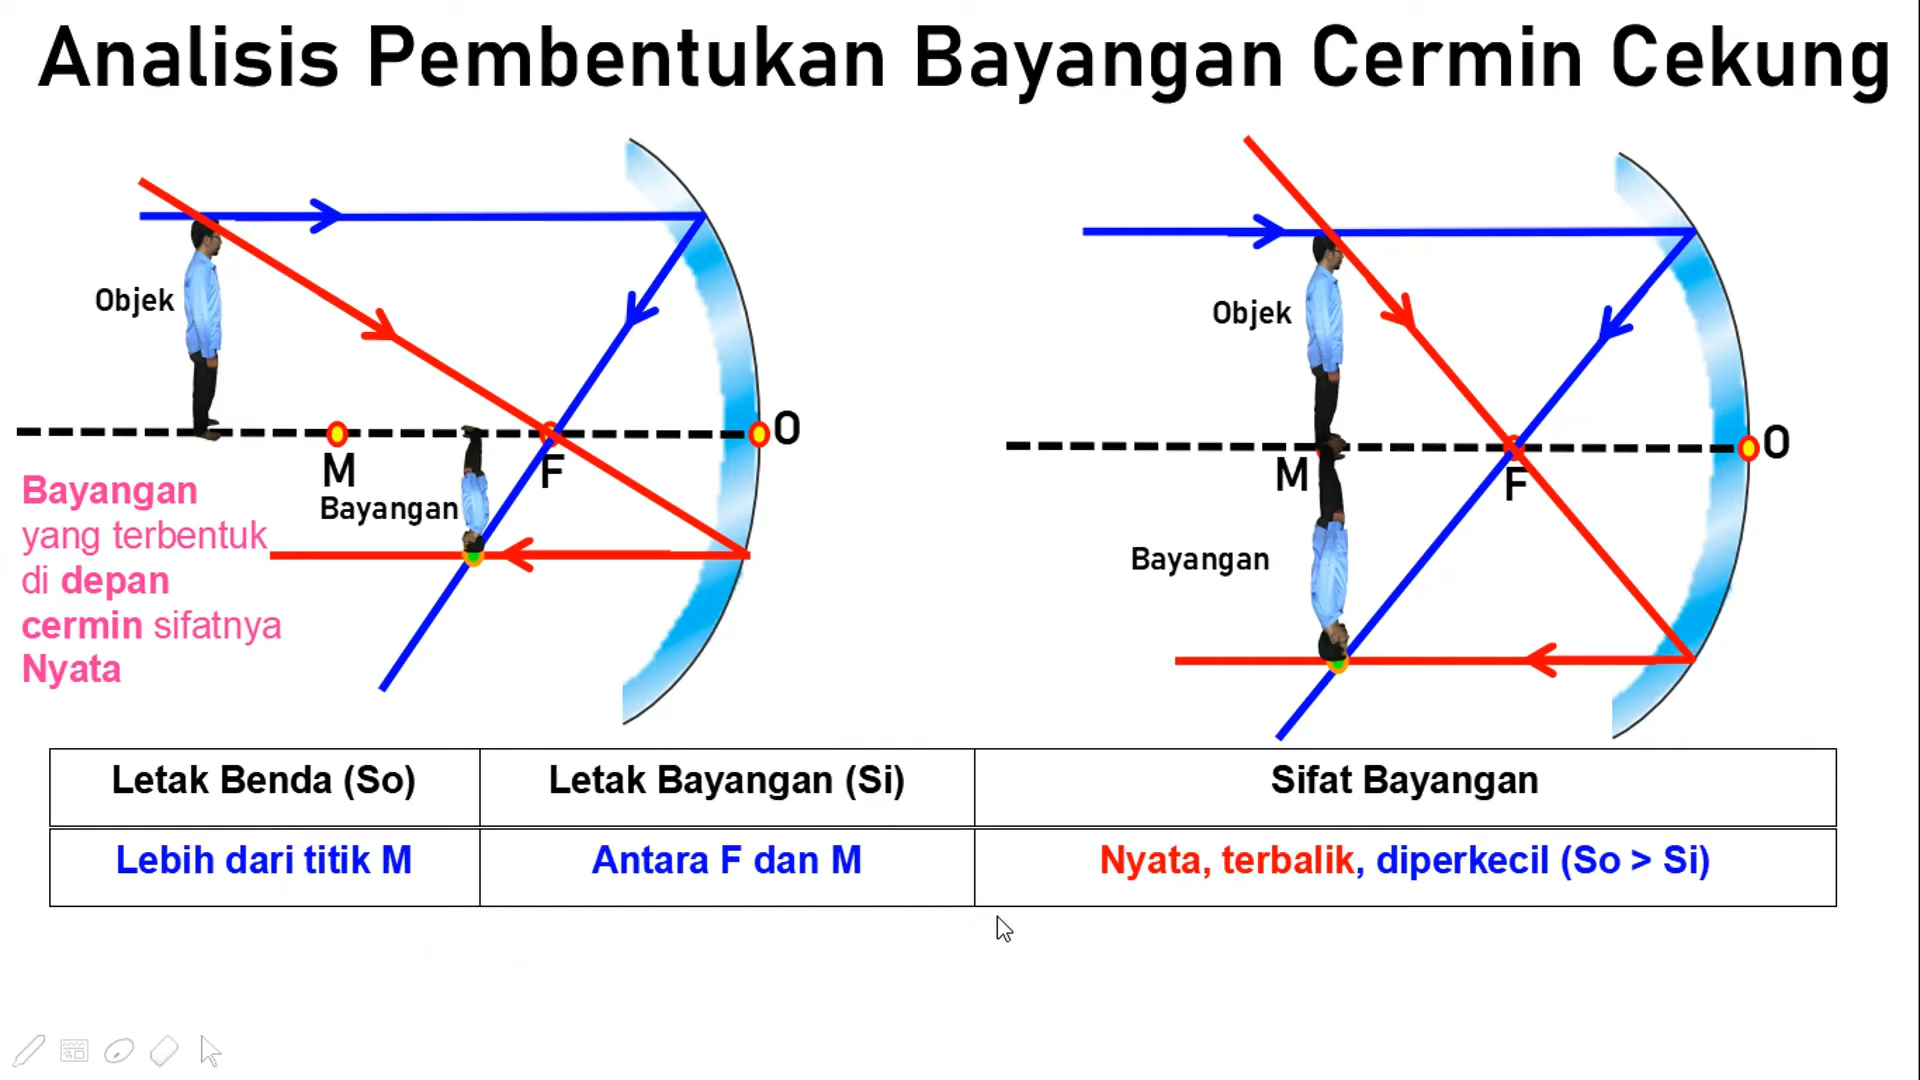 Analisis Pembentukan Bayangan Cermin Cekung
Objek
M
F
O
Bayangan
Bayangan
yang terbentuk
di depan
cermin sifatnya
Nyata
Objek
M
F
O
Bayangan
Letak Benda (So)
Letak Bayangan (Si)
Sifat Bayangan
Lebih dari titik M
Antara F dan M
Nyata, terbalik, diperkecil (So > Si)